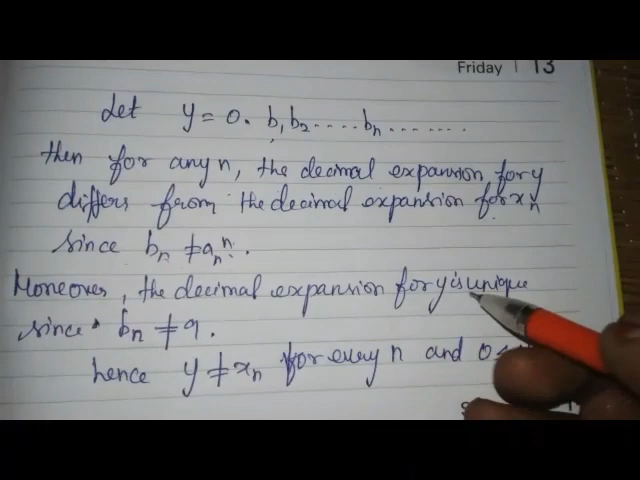 Friday 13
Let y = 0. b₁ b₂ ..... bₙ .......
then for any n, the decimal expansion for y
differs from the decimal expansion for xₙ
since bₙ ≠ aₙⁿ.
Moreover, the decimal expansion for y is unique
since bₙ ≠ 9.
hence y ≠ xₙ for every n and 0 <